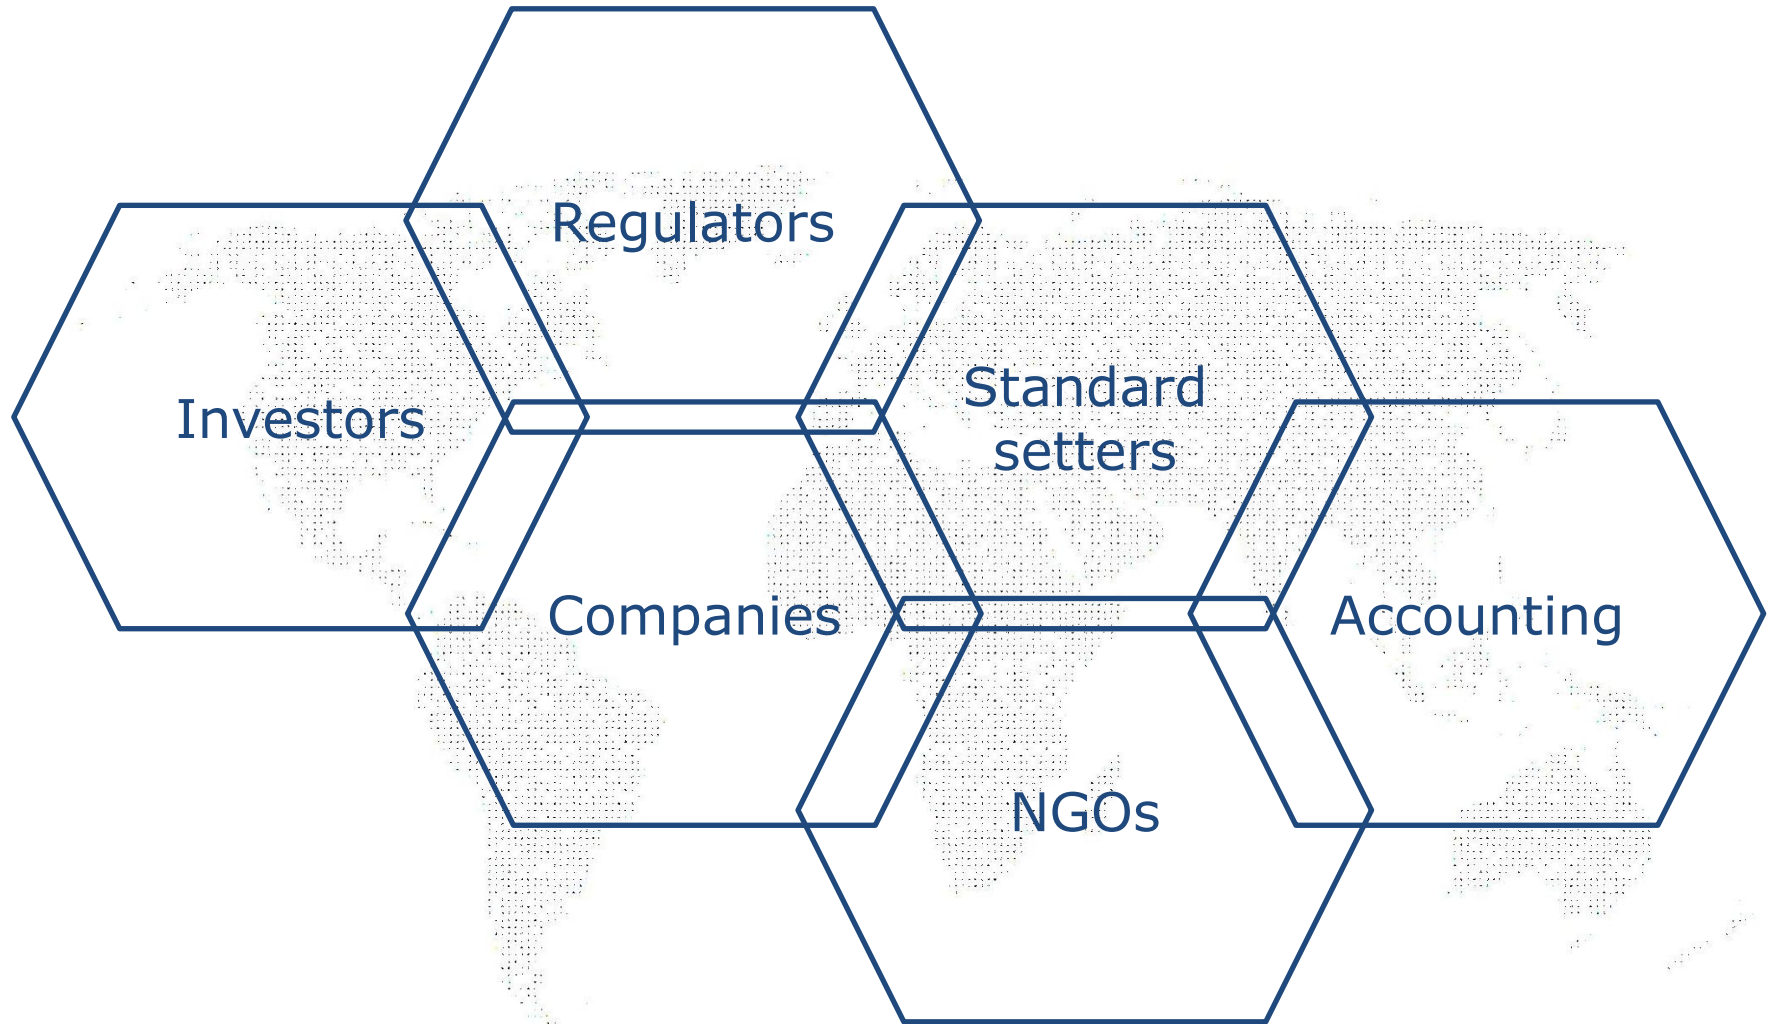 Regulators
Investors
Standard
setters
Companies
Accounting
NGOs